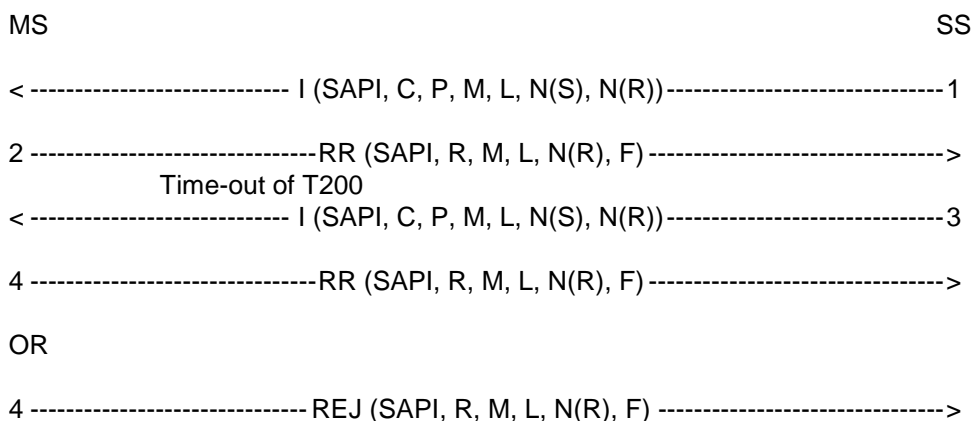 MS SS
< ----------------------------- I (SAPI, C, P, M, L, N(S), N(R))-------------------------------1
2 --------------------------------RR (SAPI, R, M, L, N(R), F) --------------------------------->
Time-out of T200
< ----------------------------- I (SAPI, C, P, M, L, N(S), N(R))-------------------------------3
4 --------------------------------RR (SAPI, R, M, L, N(R), F) --------------------------------->
OR
4 ------------------------------- REJ (SAPI, R, M, L, N(R), F) -------------------------------->